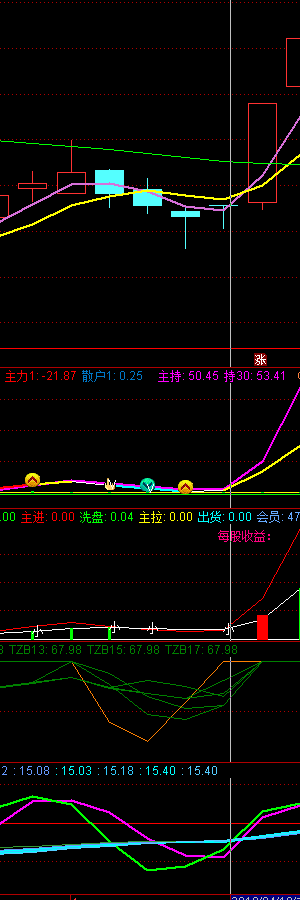 涨
主力1: -21.87 散户1: 0.25 主持: 50.45 持30: 53.41
.00 主进: 0.00 洗盘: 0.04 主拉: 0.00 出货: 0.00 会员: 47
每股收益:
3 TZB13: 67.98 TZB15: 67.98 TZB17: 67.98
2 : 15.08 : 15.03 : 15.18 : 15.40 : 15.40